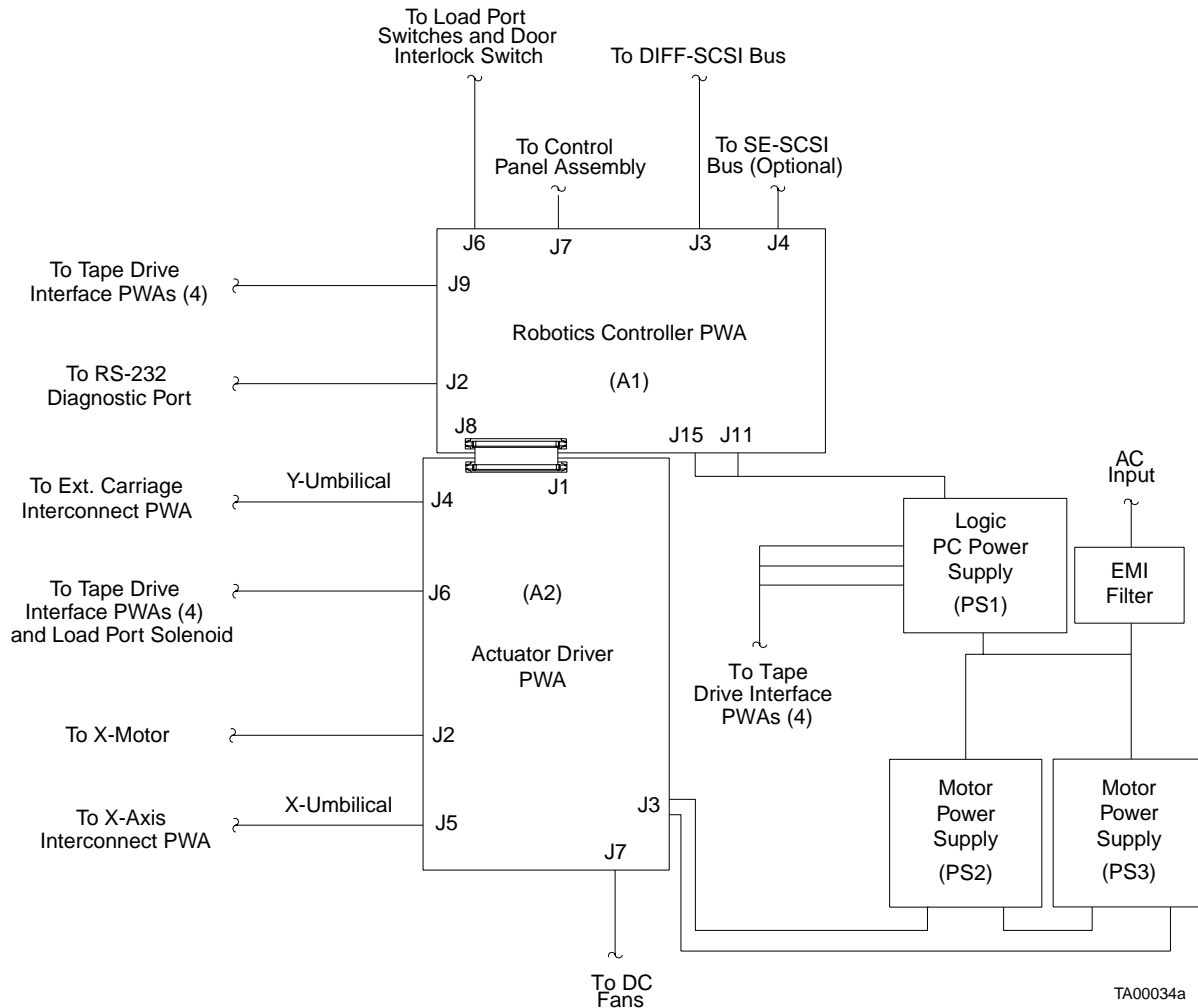 To Load Port
Switches and Door
Interlock Switch
To DIFF-SCSI Bus
To Control
Panel Assembly
To SE-SCSI
Bus (Optional)
J6
J7
J3
J4
To Tape Drive
Interface PWAs (4)
J9
Robotics Controller PWA
(A1)
To RS-232
Diagnostic Port
J2
J8
J15
J11
To Ext. Carriage
Interconnect PWA
Y-Umbilical
J4
J1
AC
Input
Logic
PC Power
Supply
(PS1)
EMI
Filter
To Tape Drive
Interface PWAs (4)
and Load Port Solenoid
J6
(A2)
Actuator Driver
PWA
To Tape
Drive Interface
PWAs (4)
To X-Motor
J2
To X-Axis
Interconnect PWA
X-Umbilical
J5
J3
J7
Motor
Power
Supply
(PS2)
Motor
Power
Supply
(PS3)
To DC
Fans
TA00034a